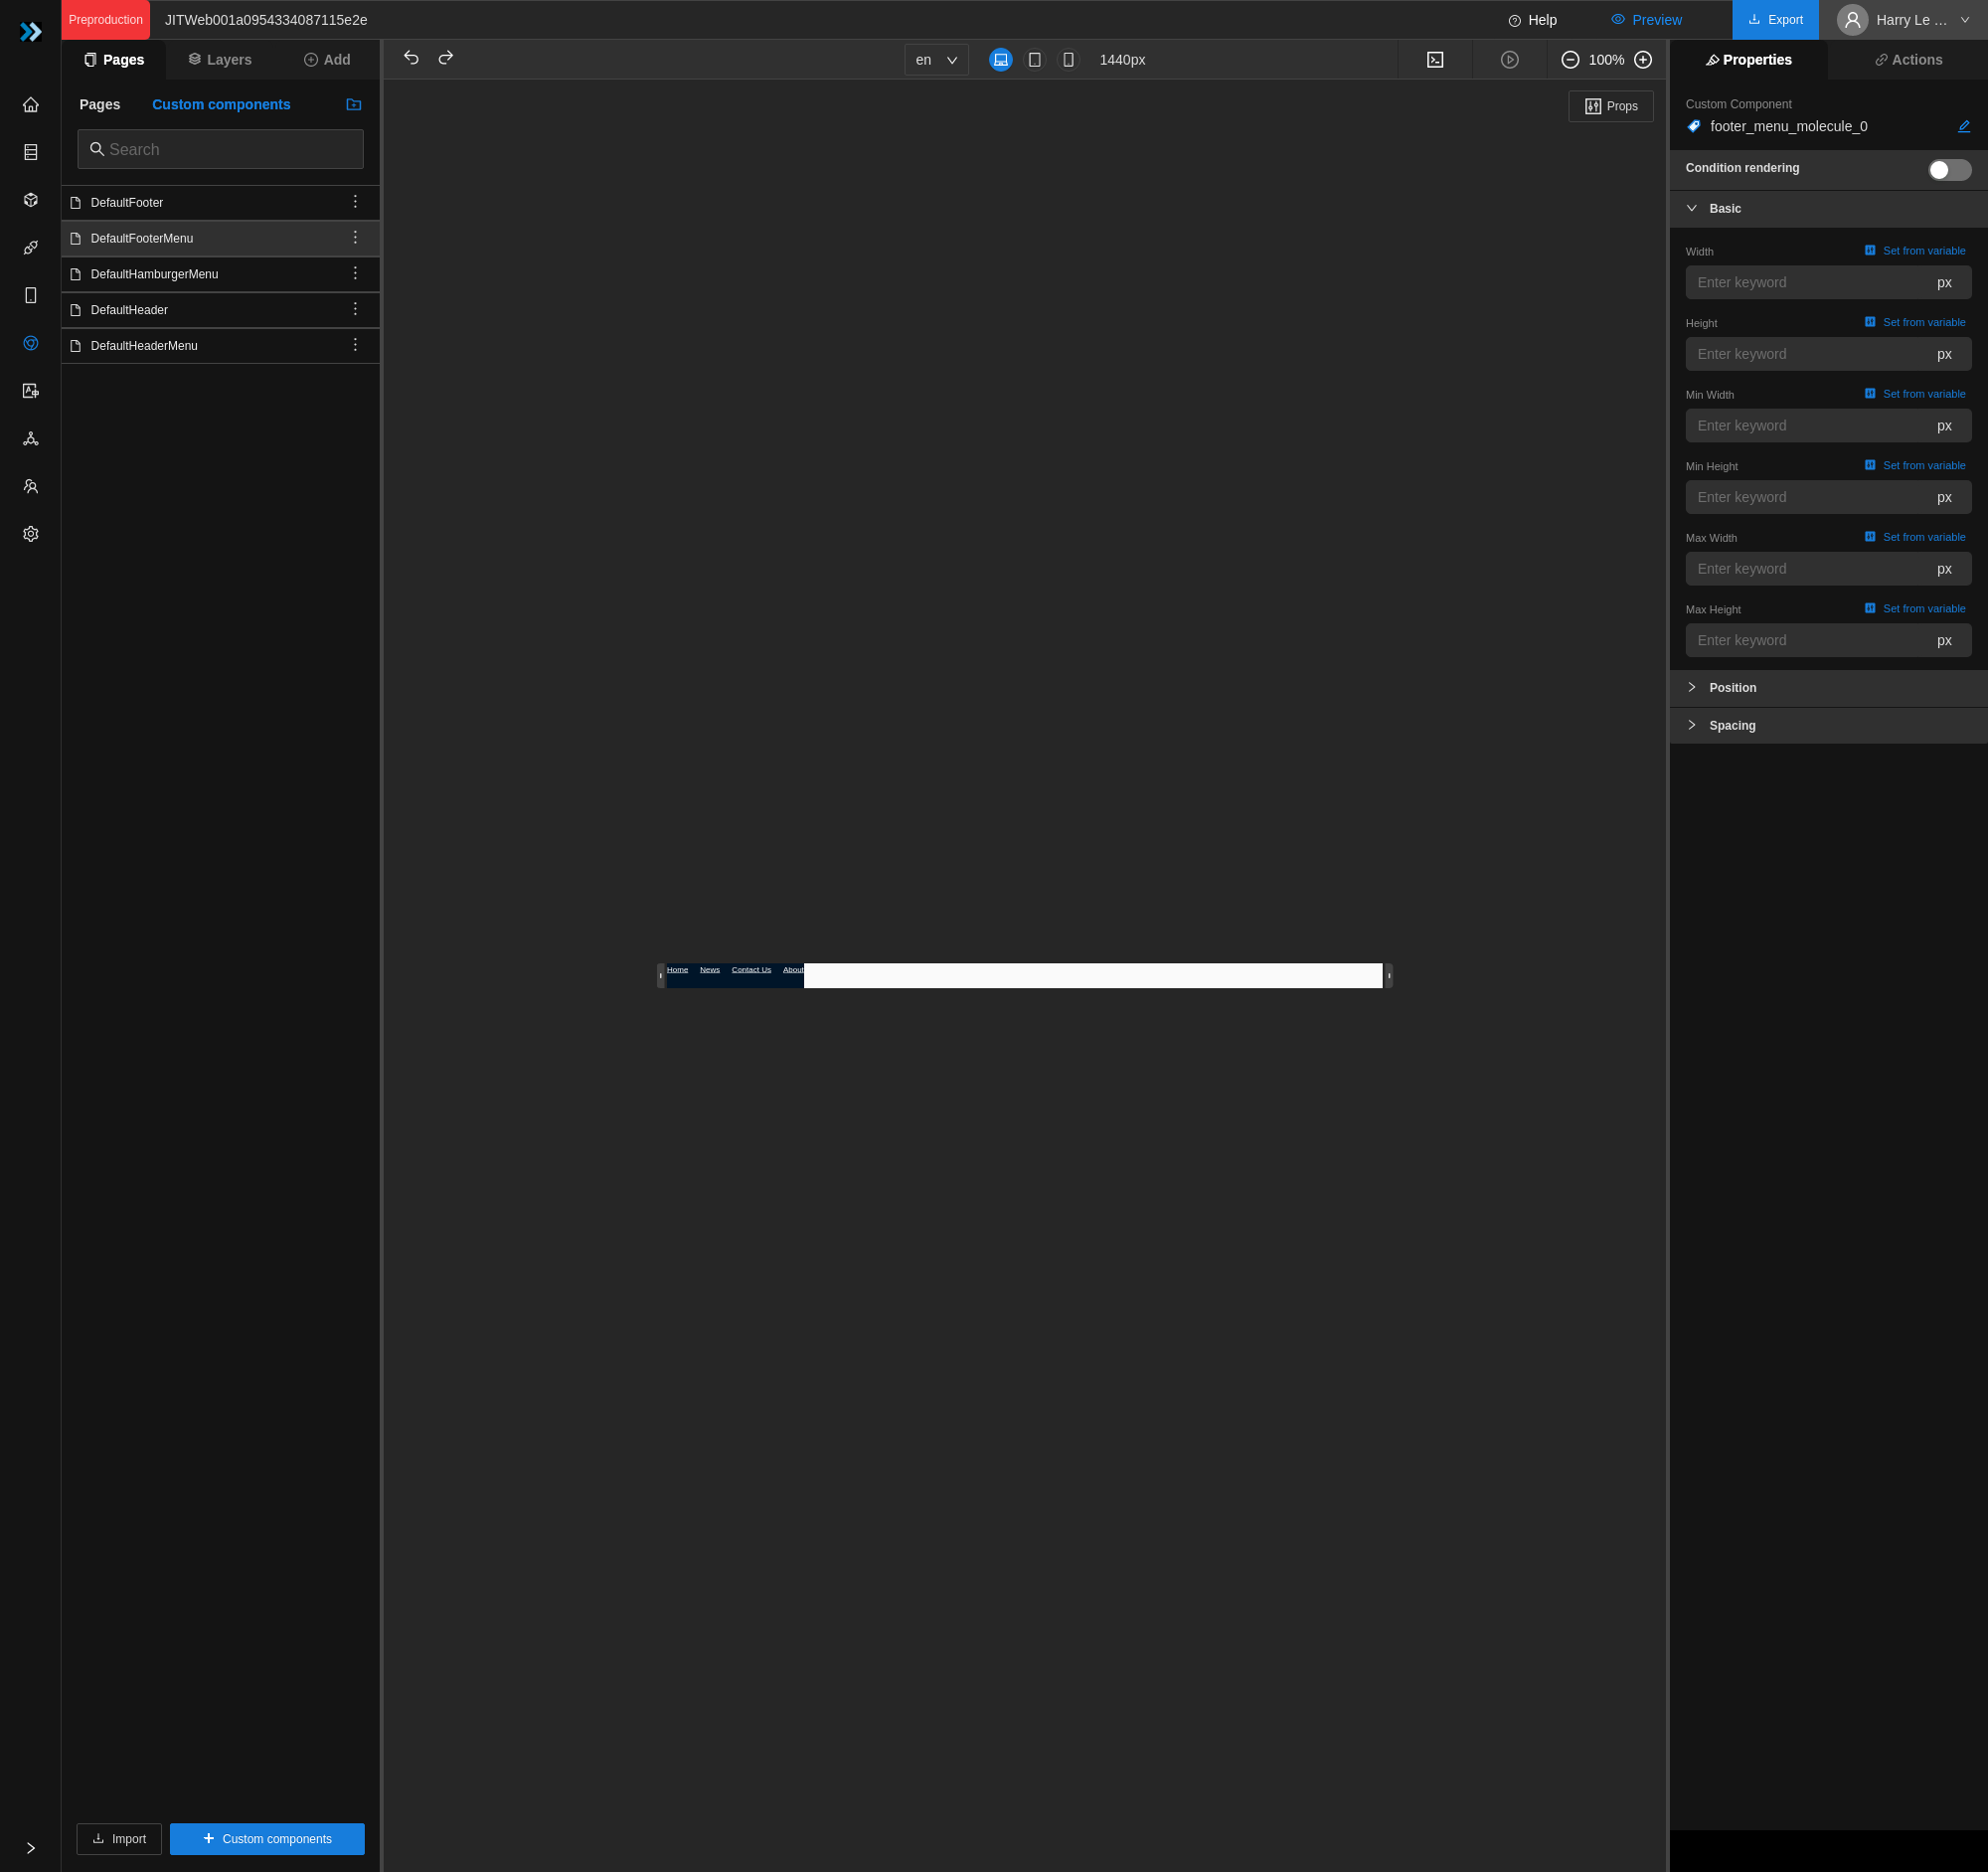 Preproduction JITWeb001a0954334087115e2e Help Preview Export Harry Le ...
Pages Layers Add en 1440px 100% Properties Actions
Pages Custom components
Search
DefaultFooter
DefaultFooterMenu
DefaultHamburgerMenu
DefaultHeader
DefaultHeaderMenu
Import Custom components
Props
Home News Contact Us About
Custom Component
footer_menu_molecule_0
Condition rendering
Basic
Width Set from variable
Enter keyword px
Height Set from variable
Enter keyword px
Min Width Set from variable
Enter keyword px
Min Height Set from variable
Enter keyword px
Max Width Set from variable
Enter keyword px
Max Height Set from variable
Enter keyword px
Position
Spacing